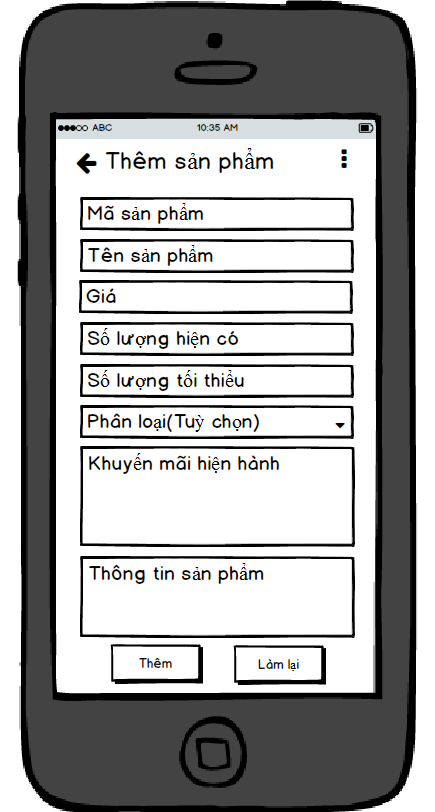 ABC 10:35 AM
Thêm sản phẩm
Mã sản phẩm
Tên sản phẩm
Giá
Số lượng hiện có
Số lượng tối thiểu
Phân loại(Tuỳ chọn)
Khuyến mãi hiện hành
Thông tin sản phẩm
Thêm Làm lại